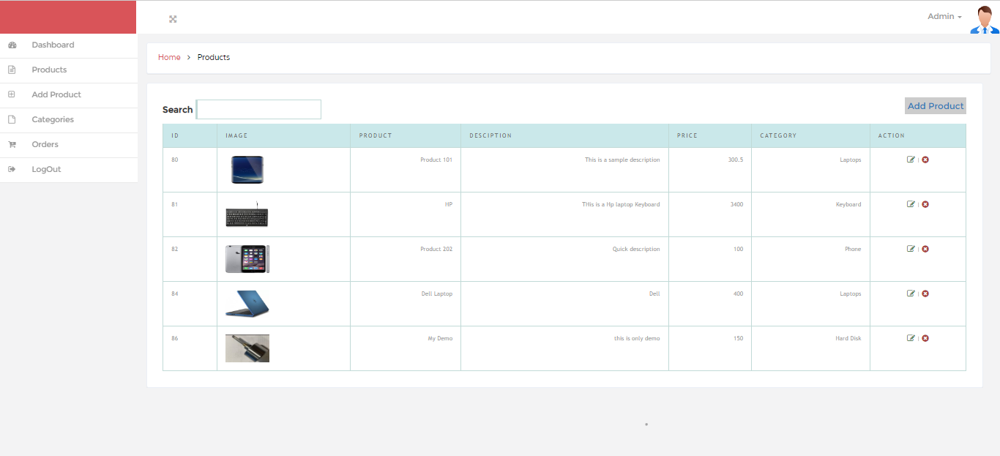 Admin
Dashboard
Products
Add Product
Categories
Orders
LogOut
Home > Products
Search
Add Product
ID IMAGE PRODUCT DESCIPTION PRICE CATEGORY ACTION
80 Product 101 This is a sample description 300.5 Laptops |
81 HP THis is a Hp laptop Keyboard 3400 Keyboard |
82 Product 202 Quick description 100 Phone |
84 Dell Laptop Dell 400 Laptops |
86 My Demo this is only demo 150 Hard Disk |